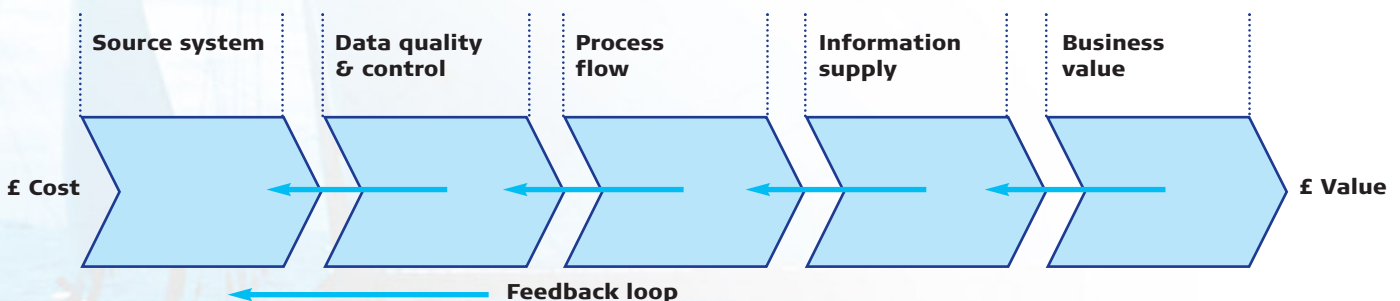 Source system
Data quality
& control
Process
flow
Information
supply
Business
value
£ Cost
£ Value
Feedback loop